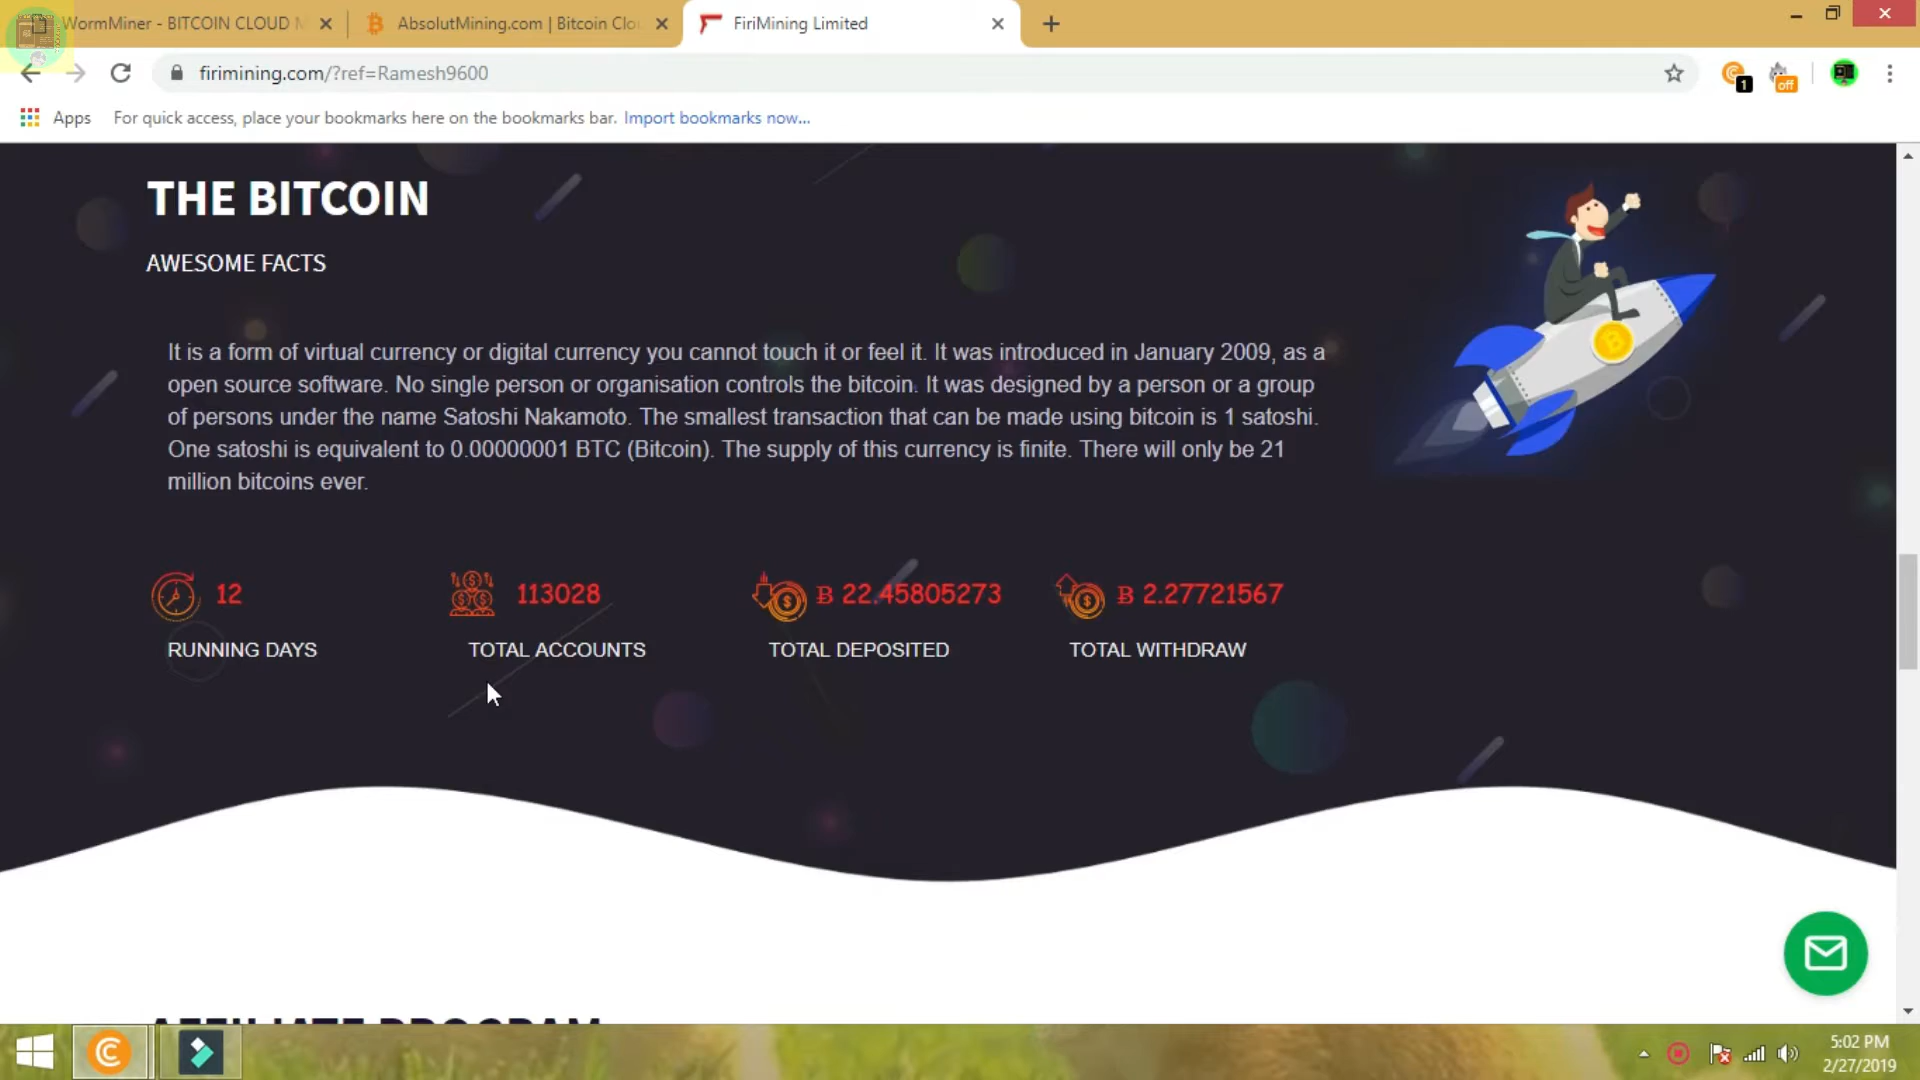 WormMiner - BITCOIN CLOUD M
AbsolutMining.com | Bitcoin Clou
FiriMining Limited
firimining.com/?ref=Ramesh9600
1
off
Apps
For quick access, place your bookmarks here on the bookmarks bar. Import bookmarks now...
THE BITCOIN
AWESOME FACTS
It is a form of virtual currency or digital currency you cannot touch it or feel it. It was introduced in January 2009, as a
open source software. No single person or organisation controls the bitcoin. It was designed by a person or a group
of persons under the name Satoshi Nakamoto. The smallest transaction that can be made using bitcoin is 1 satoshi.
One satoshi is equivalent to 0.00000001 BTC (Bitcoin). The supply of this currency is finite. There will only be 21
million bitcoins ever.
12
113028
Ƀ 22.45805273
Ƀ 2.27721567
RUNNING DAYS
TOTAL ACCOUNTS
TOTAL DEPOSITED
TOTAL WITHDRAW
AFFILIATE PROGRAM
5:02 PM
2/27/2019